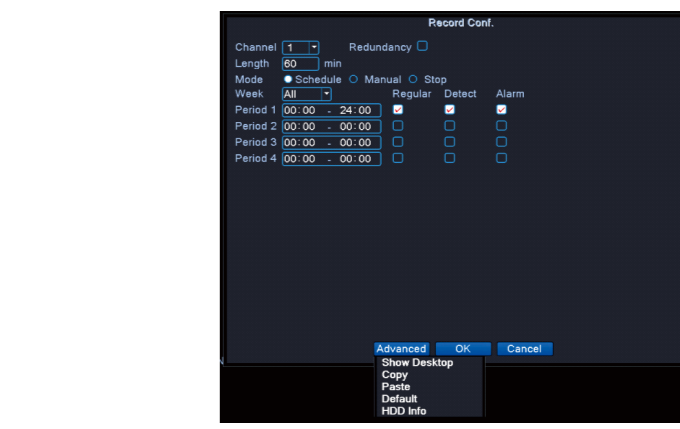 Record Conf.
Channel 1 Redundancy
Length 60 min
Mode Schedule Manual Stop
Week All Regular Detect Alarm
Period 1 00:00 - 24:00
Period 2 00:00 - 00:00
Period 3 00:00 - 00:00
Period 4 00:00 - 00:00
Advanced OK Cancel
Show Desktop
Copy
Paste
Default
HDD Info